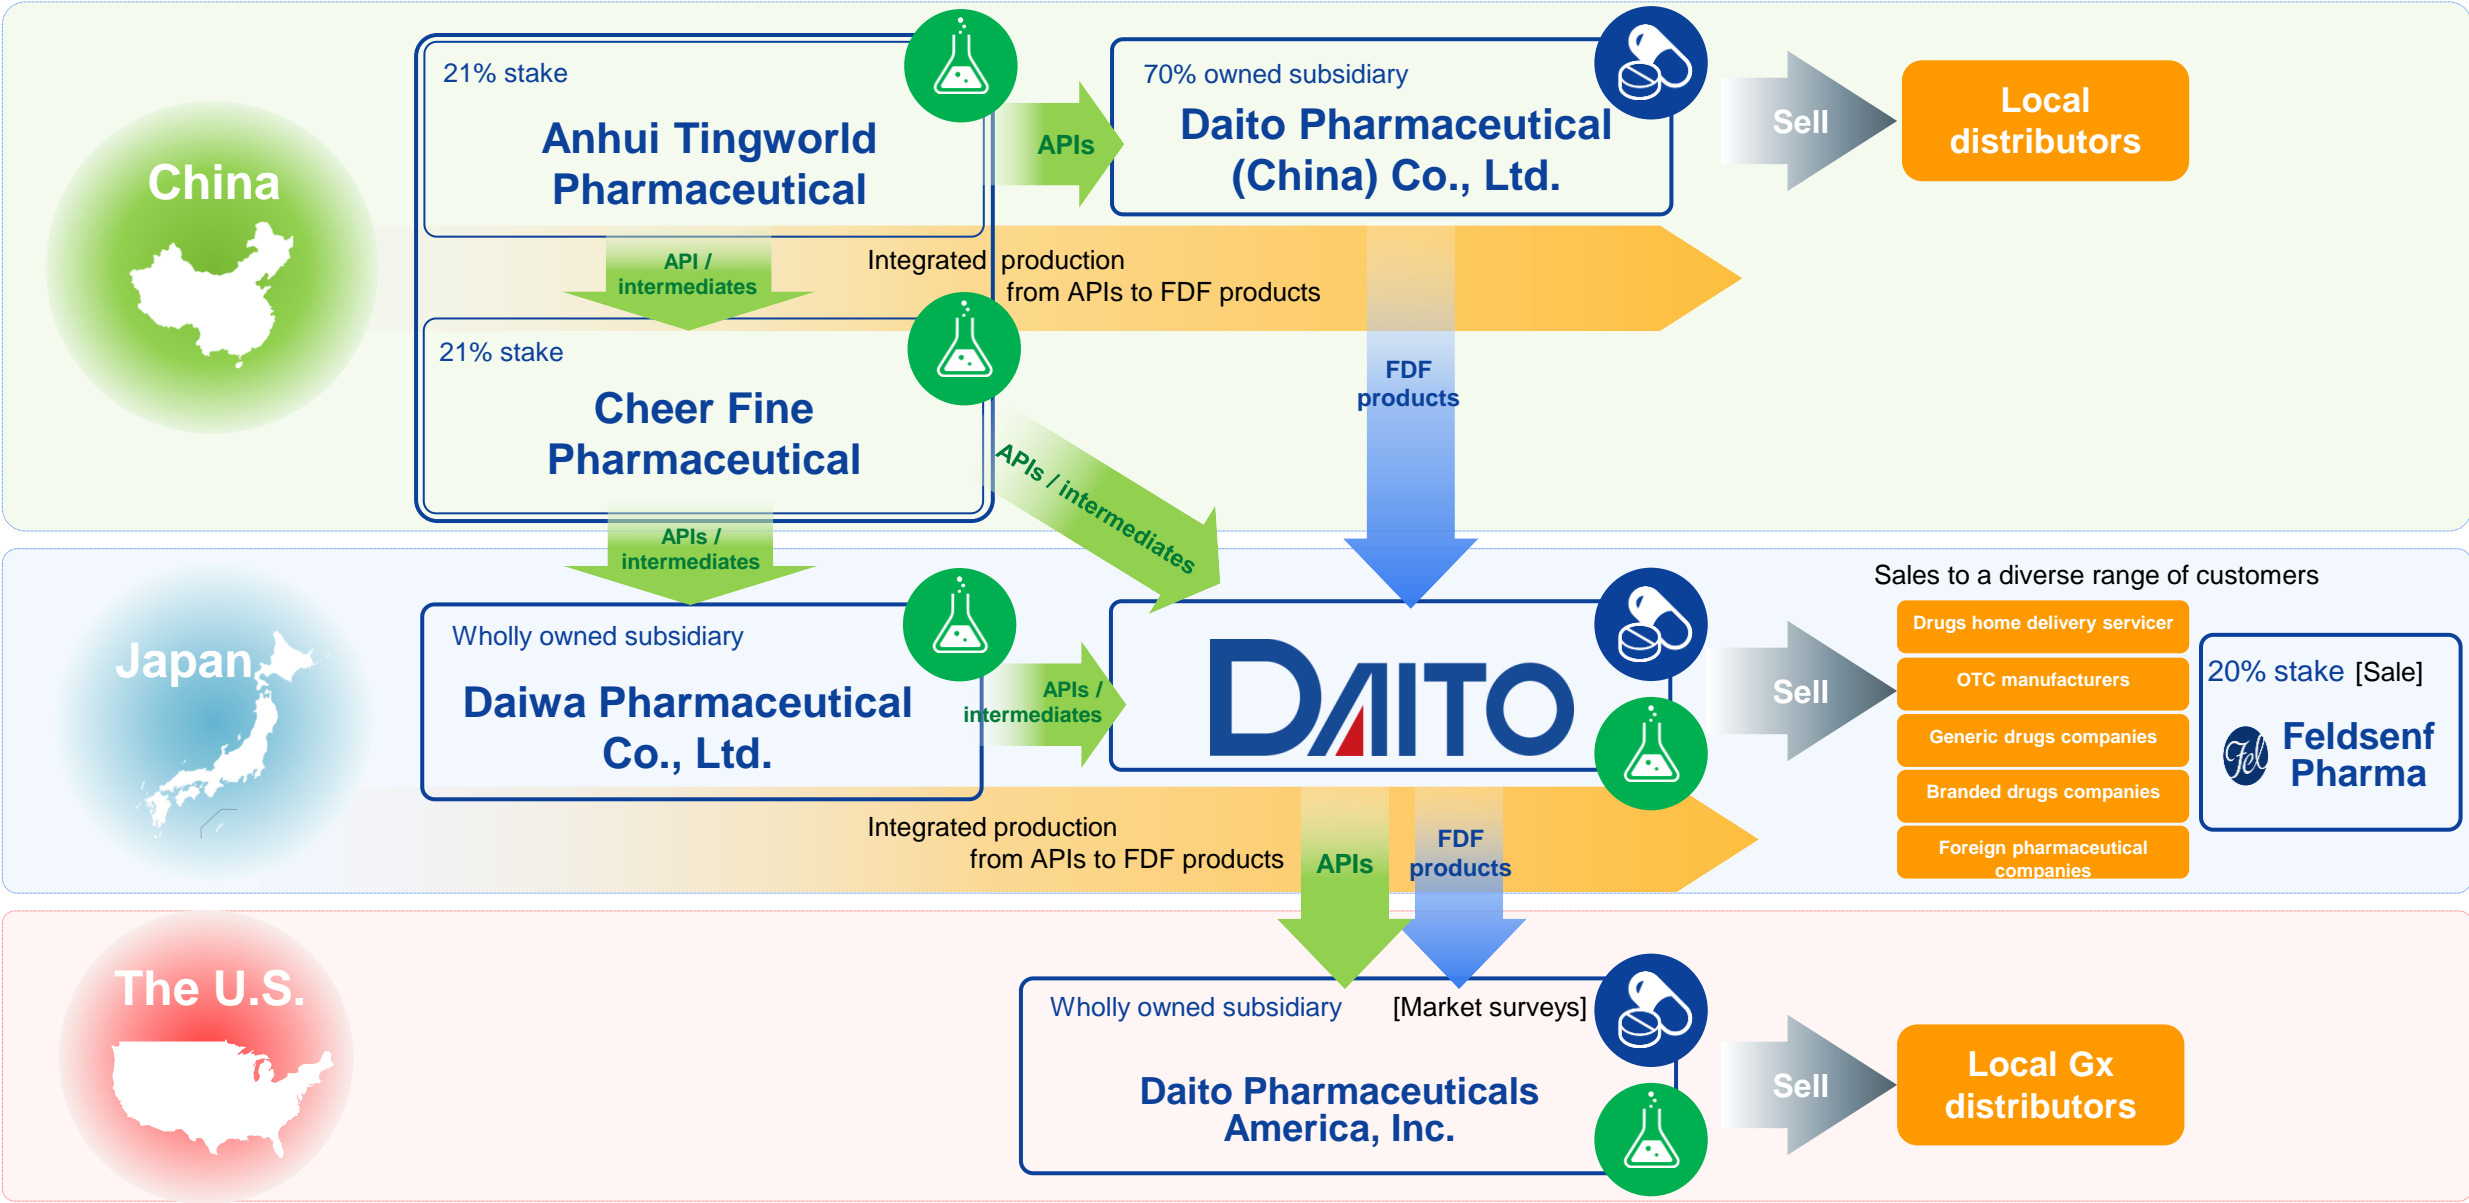 China
21% stake
Anhui Tingworld
Pharmaceutical
APIs
70% owned subsidiary
Daito Pharmaceutical
(China) Co., Ltd.
Sell
Local
distributors
API /
intermediates
Integrated production
from APIs to FDF products
21% stake
Cheer Fine
Pharmaceutical
FDF
products
APIs / intermediates
APIs /
intermediates
Japan
Wholly owned subsidiary
Daiwa Pharmaceutical
Co., Ltd.
APIs /
intermediates
DAITO
Sell
Sales to a diverse range of customers
Drugs home delivery servicer
OTC manufacturers
Generic drugs companies
Branded drugs companies
Foreign pharmaceutical
companies
20% stake [Sale]
Fel
Feldsenf
Pharma
Integrated production
from APIs to FDF products
APIs
FDF
products
The U.S.
Wholly owned subsidiary [Market surveys]
Daito Pharmaceuticals
America, Inc.
Sell
Local Gx
distributors